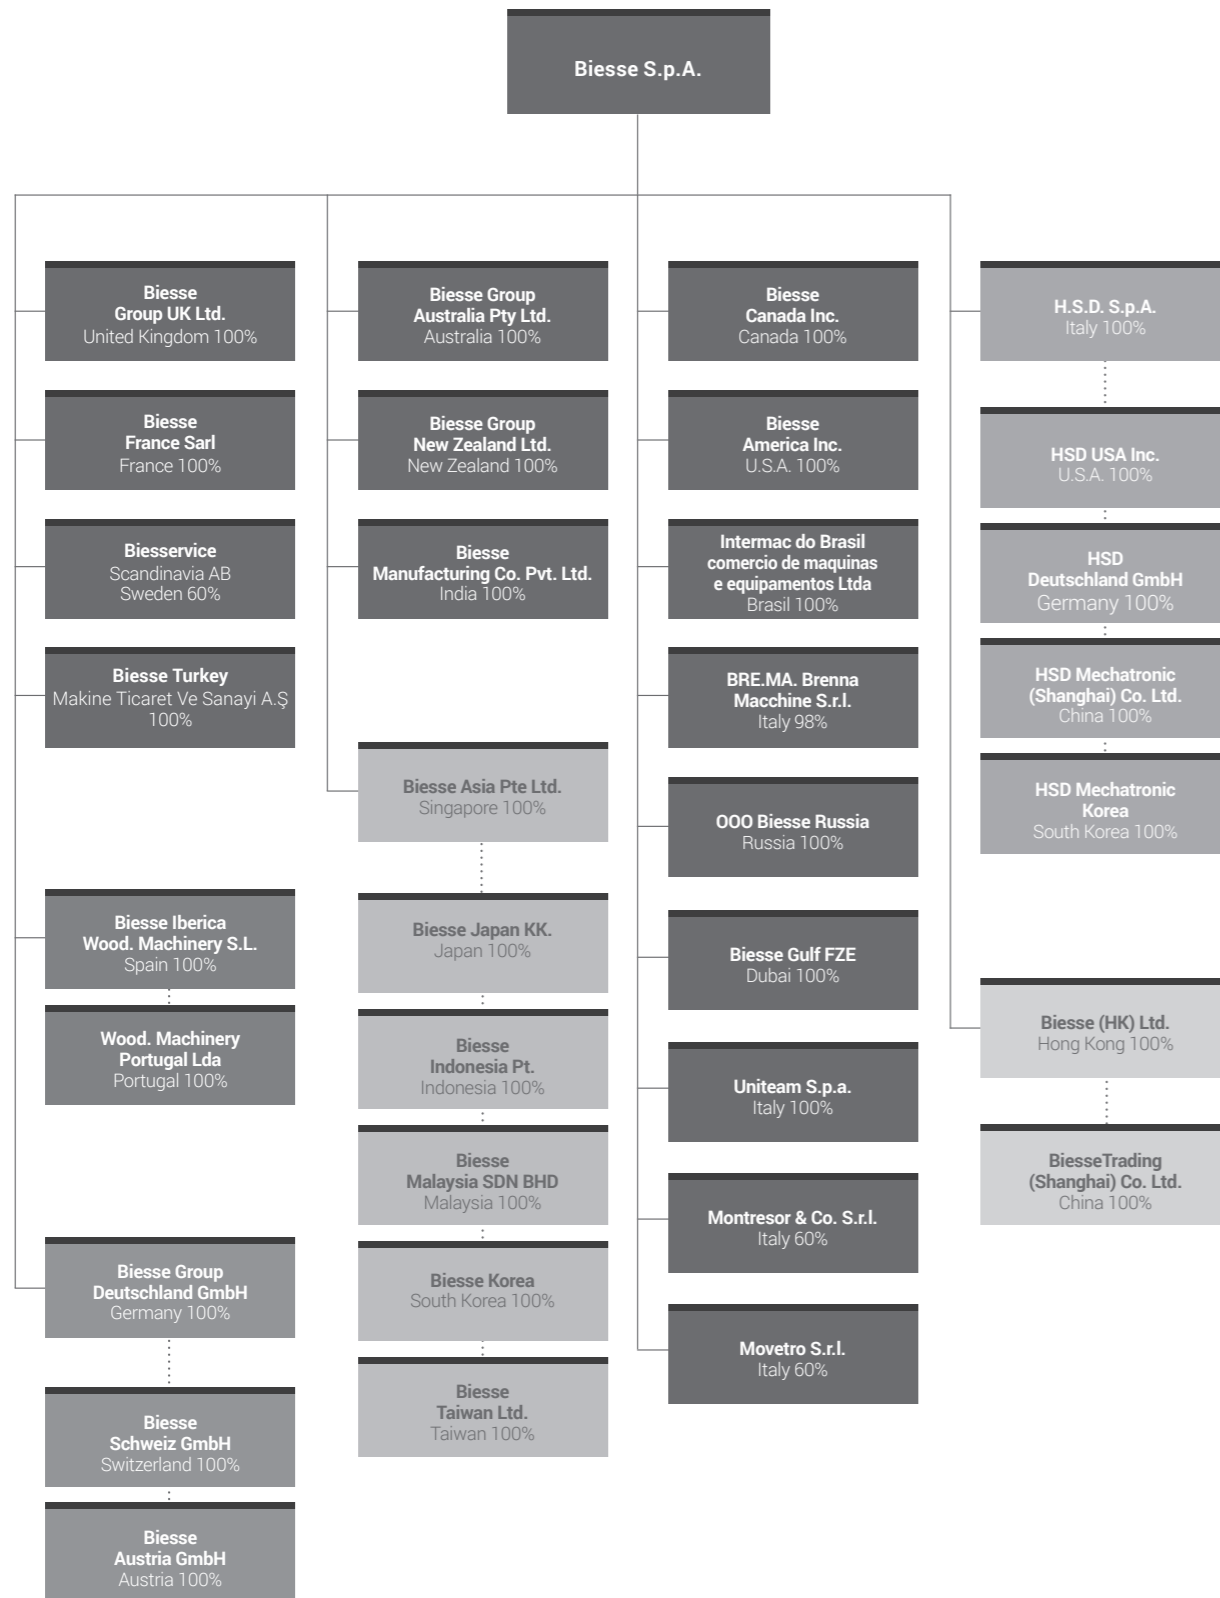 Biesse S.p.A.
Biesse
Group UK Ltd.
United Kingdom 100%
Biesse
France Sarl
France 100%
Biesservice
Scandinavia AB
Sweden 60%
Biesse Turkey
Makine Ticaret Ve Sanayi A.Ş
100%
Biesse Iberica
Wood. Machinery S.L.
Spain 100%
Wood. Machinery
Portugal Lda
Portugal 100%
Biesse Group
Deutschland GmbH
Germany 100%
Biesse
Schweiz GmbH
Switzerland 100%
Biesse
Austria GmbH
Austria 100%
Biesse Group
Australia Pty Ltd.
Australia 100%
Biesse Group
New Zealand Ltd.
New Zealand 100%
Biesse
Manufacturing Co. Pvt. Ltd.
India 100%
Biesse Asia Pte Ltd.
Singapore 100%
Biesse Japan KK.
Japan 100%
Biesse
Indonesia Pt.
Indonesia 100%
Biesse
Malaysia SDN BHD
Malaysia 100%
Biesse Korea
South Korea 100%
Biesse
Taiwan Ltd.
Taiwan 100%
Biesse
Canada Inc.
Canada 100%
Biesse
America Inc.
U.S.A. 100%
Intermac do Brasil
comercio de maquinas
e equipamentos Ltda
Brasil 100%
BRE.MA. Brenna
Macchine S.r.l.
Italy 98%
OOO Biesse Russia
Russia 100%
Biesse Gulf FZE
Dubai 100%
Uniteam S.p.a.
Italy 100%
Montresor & Co. S.r.l.
Italy 60%
Movetro S.r.l.
Italy 60%
H.S.D. S.p.A.
Italy 100%
HSD USA Inc.
U.S.A. 100%
HSD
Deutschland GmbH
Germany 100%
HSD Mechatronic
(Shanghai) Co. Ltd.
China 100%
HSD Mechatronic
Korea
South Korea 100%
Biesse (HK) Ltd.
Hong Kong 100%
BiesseTrading
(Shanghai) Co. Ltd.
China 100%